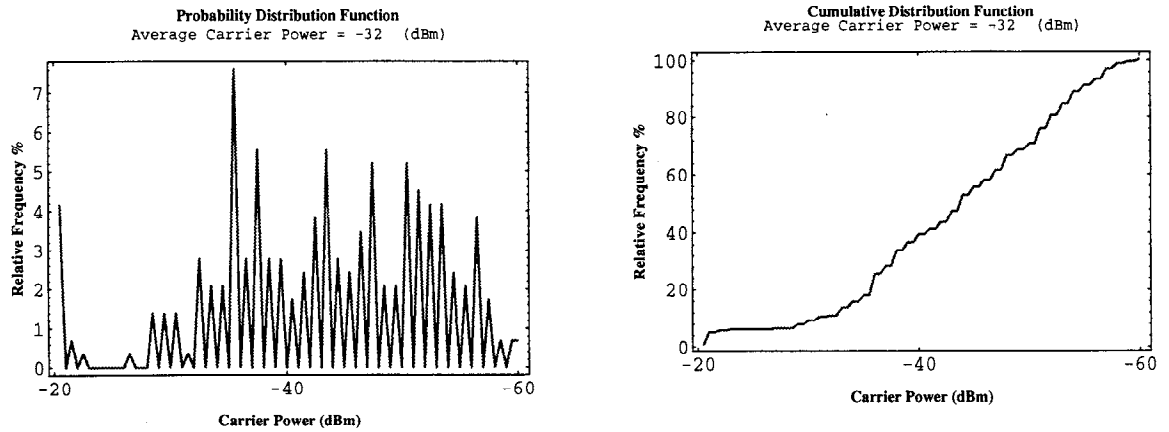 Probability Distribution Function
Average Carrier Power = -32 (dBm)
Relative Frequency %
7
6
5
4
3
2
1
0
-20
-40
-60
Carrier Power (dBm)
Cumulative Distribution Function
Average Carrier Power = -32 (dBm)
Relative Frequency %
100
80
60
40
20
0
-20
-40
-60
Carrier Power (dBm)